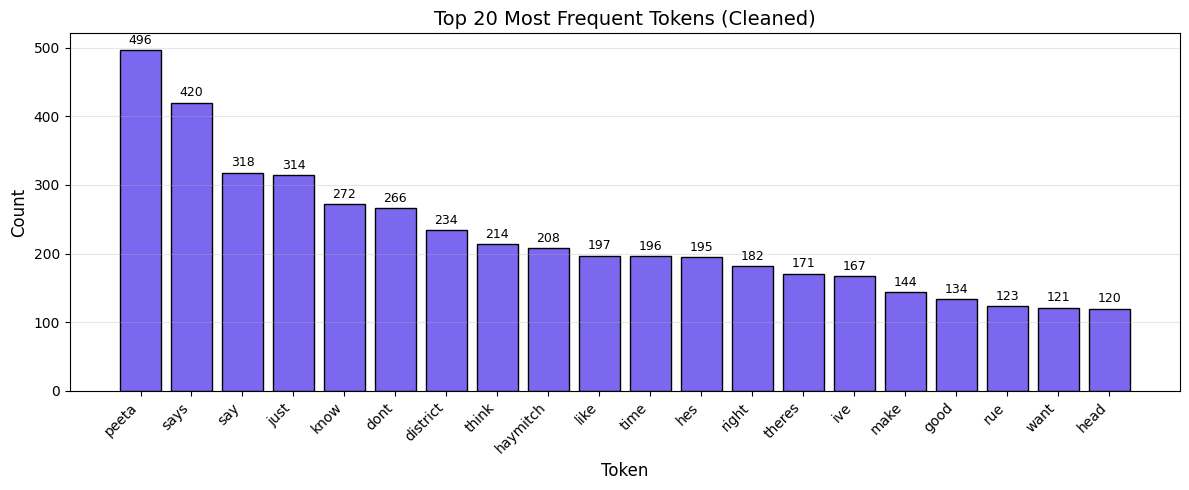 Top 20 Most Frequent Tokens (Cleaned)
Count
500
400
300
200
100
0
496
420
318
314
272
266
234
214
208
197
196
195
182
171
167
144
134
123
121
120
peeta
says
say
just
know
dont
district
think
haymitch
like
time
hes
right
theres
ive
make
good
rue
want
head
Token